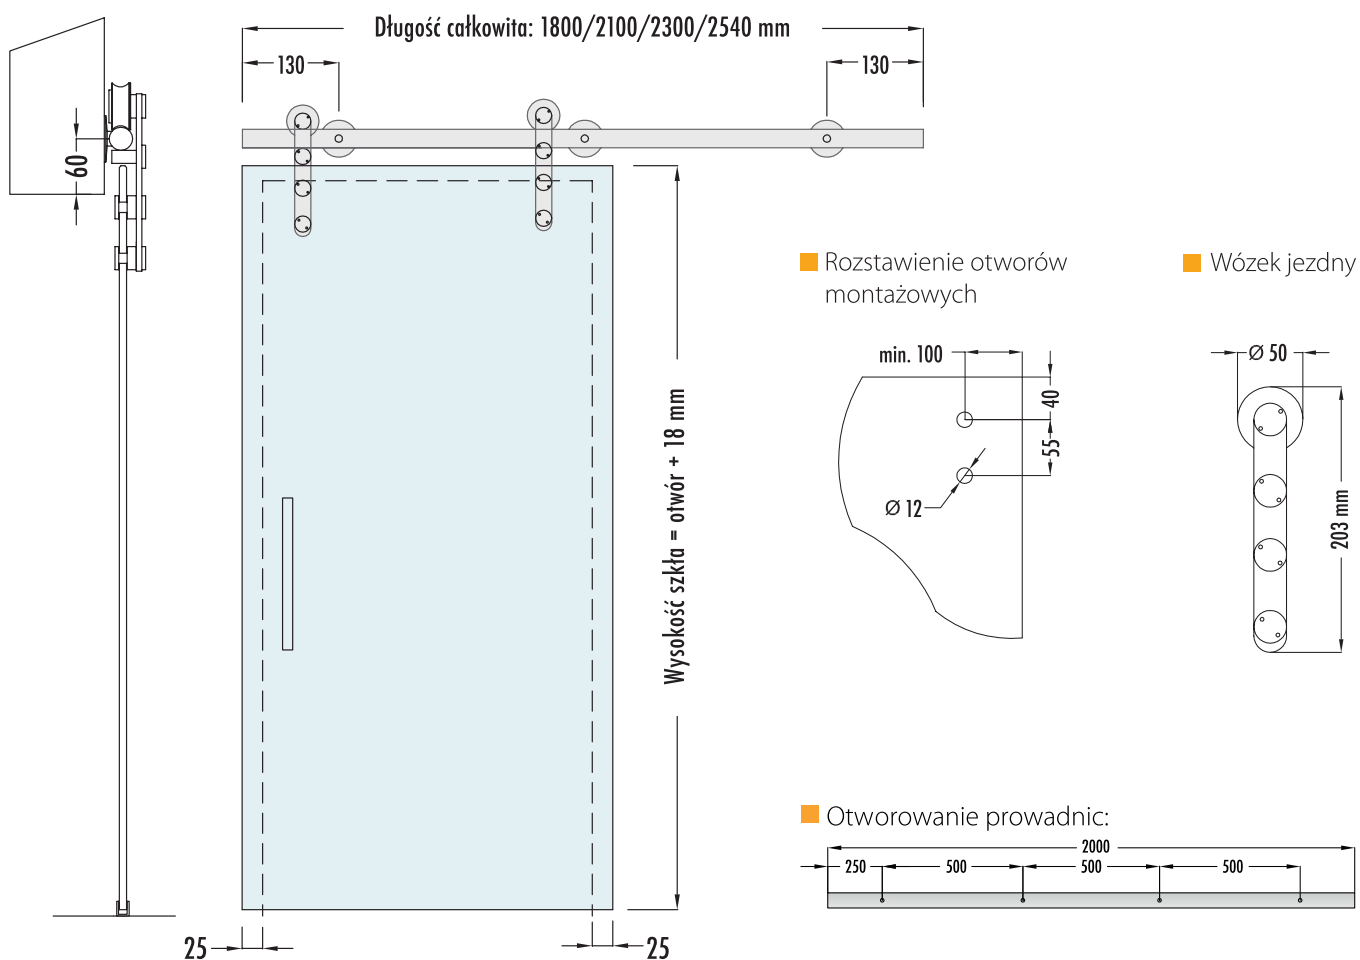 Długość całkowita: 1800/2100/2300/2540 mm
130
130
60
Wysokość szkła = otwór + 18 mm
25
25
Rozstawienie otworów
montażowych
min. 100
40
55
Ø 12
Wózek jezdny
Ø 50
203 mm
Otworowanie prowadnic:
2000
250
500
500
500